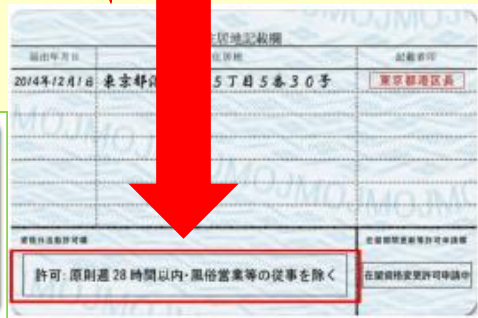 住居地記載欄
届出年月日
住居地
記載者印
2014年12月1日 東京都港 5丁目5番30号 東京都港区長
MOJMOJ
資格外活動許可欄
在留期間更新等許可申請欄
許可:原則週28時間以内・風俗営業等の従事を除く
在留資格変更許可申請中